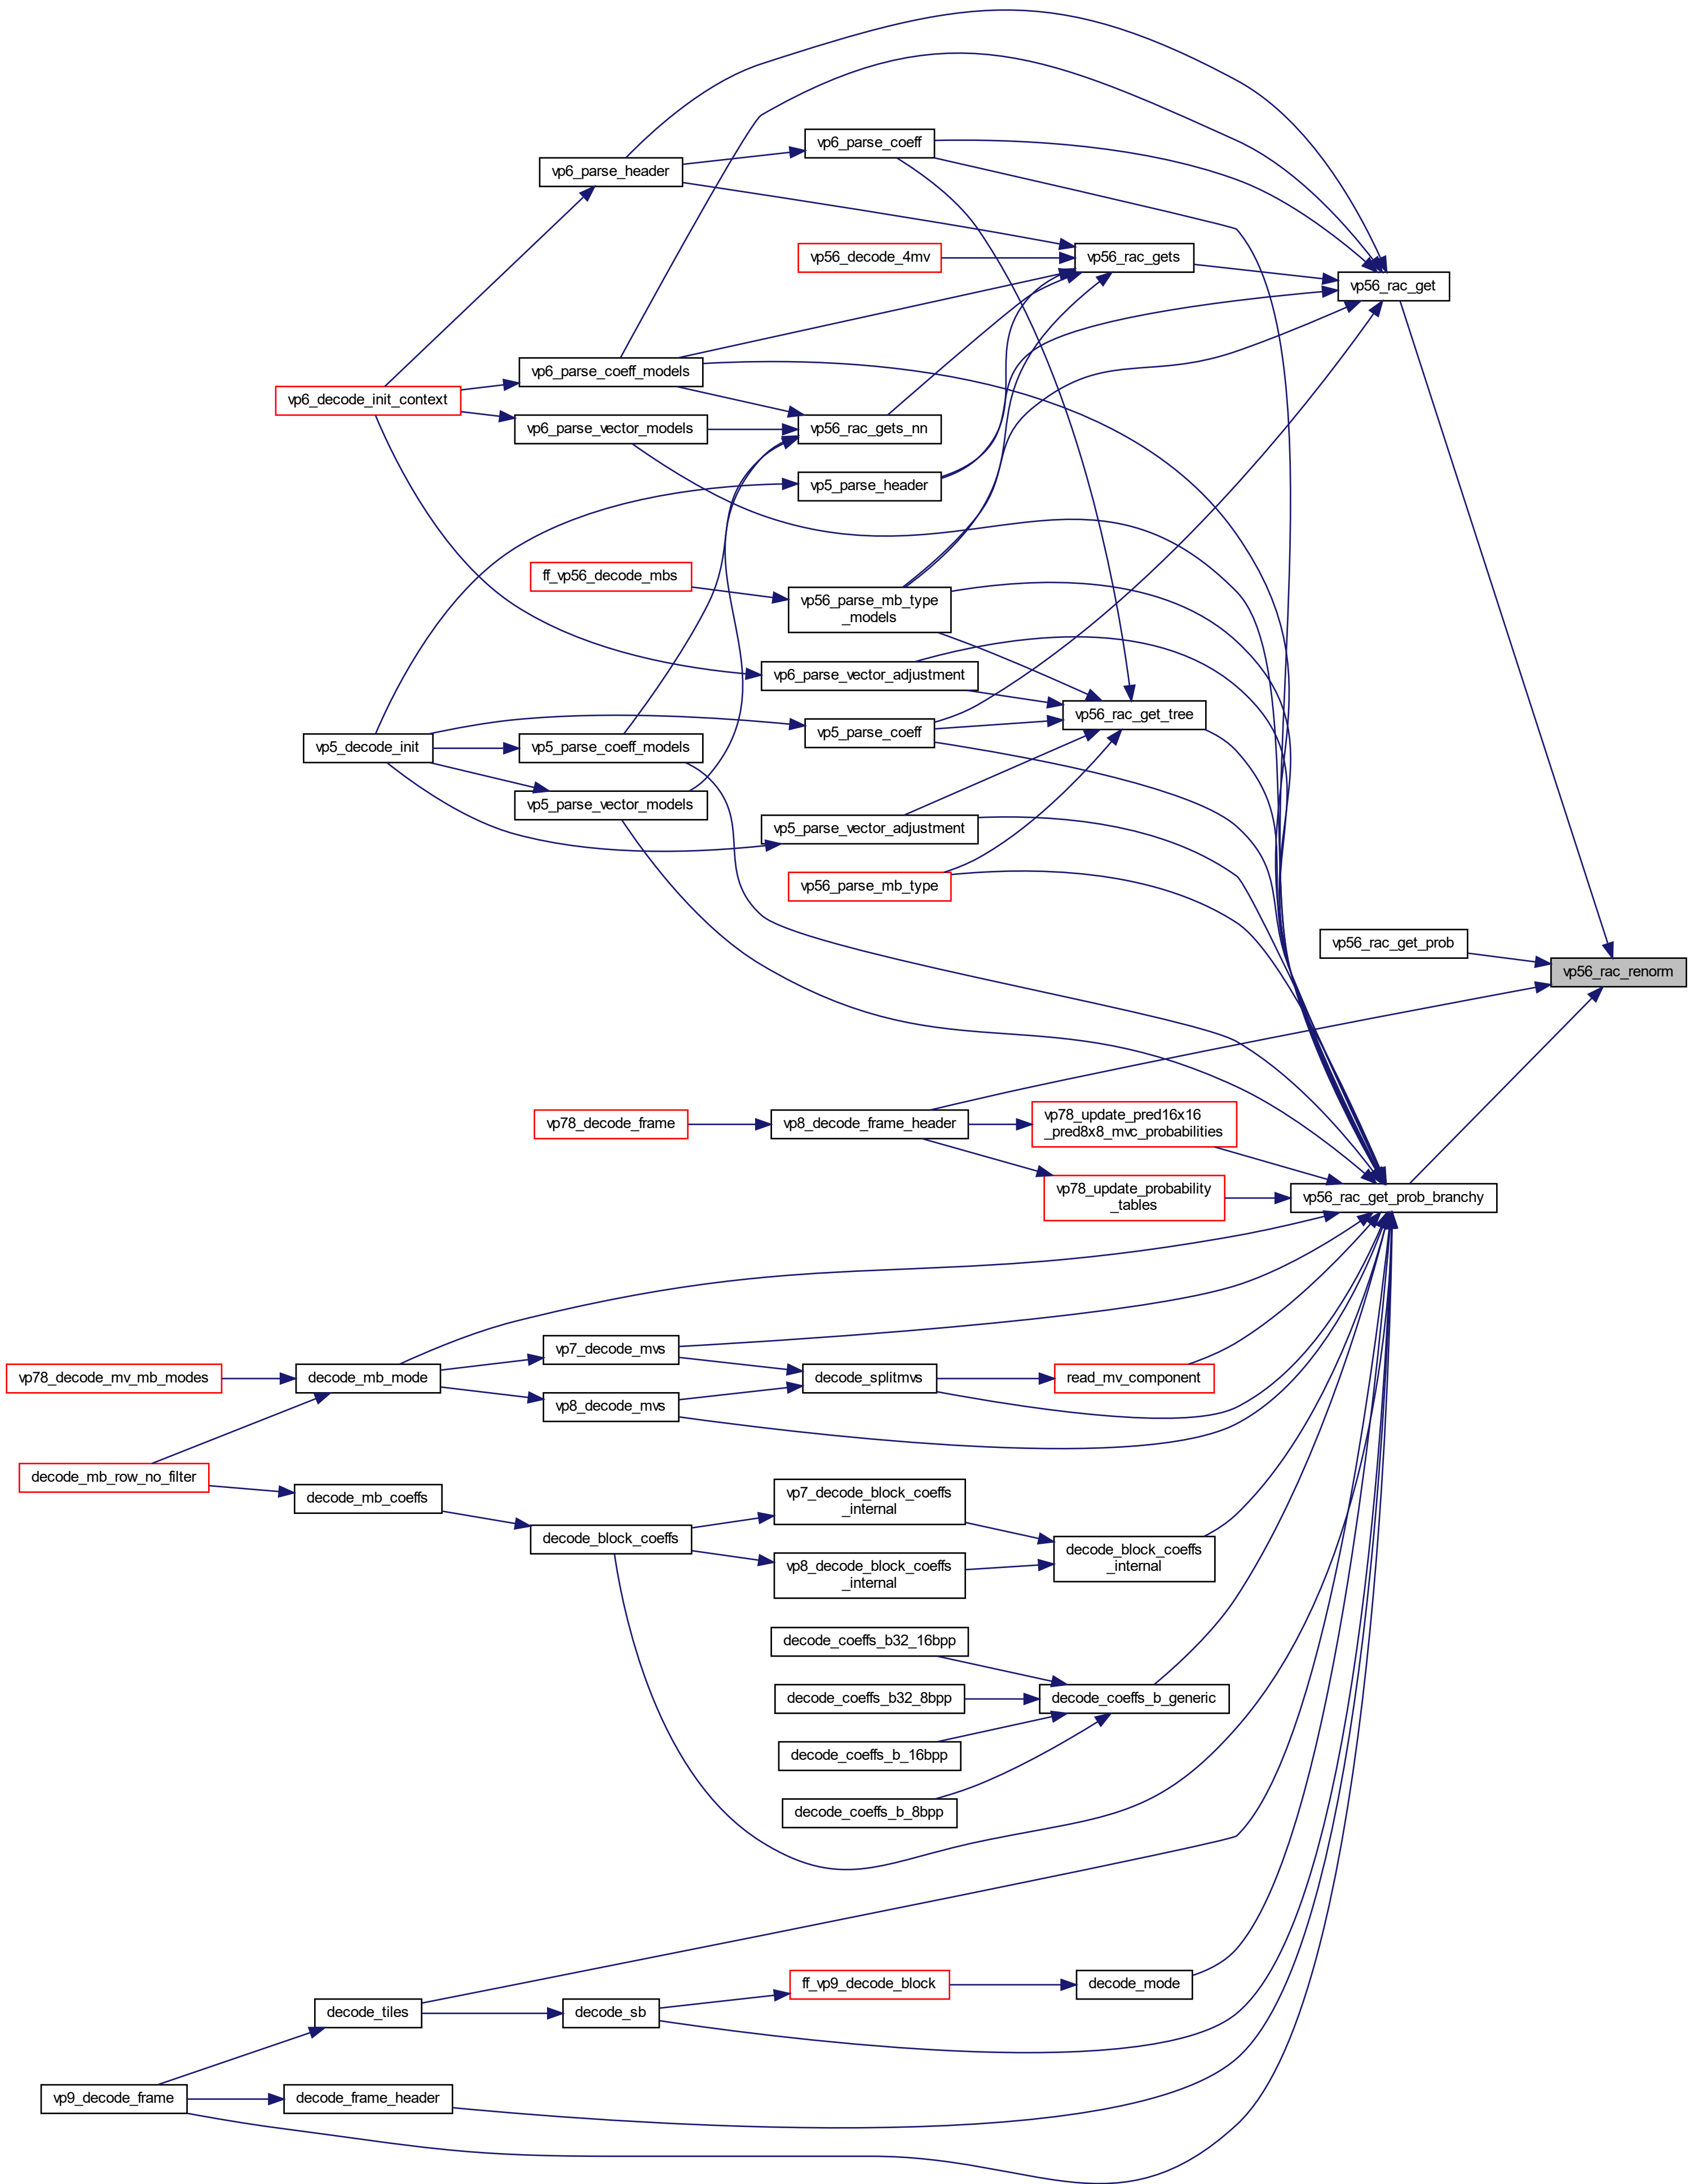 vp6_parse_coeff
vp6_parse_header
vp56_decode_4mv
vp56_rac_gets
vp56_rac_get
vp6_parse_coeff_models
vp6_decode_init_context
vp6_parse_vector_models
vp56_rac_gets_nn
vp5_parse_header
ff_vp56_decode_mbs
vp56_parse_mb_type
_models
vp6_parse_vector_adjustment
vp56_rac_get_tree
vp5_parse_coeff
vp5_decode_init
vp5_parse_coeff_models
vp5_parse_vector_models
vp5_parse_vector_adjustment
vp56_parse_mb_type
vp56_rac_get_prob
vp56_rac_renorm
vp78_decode_frame
vp8_decode_frame_header
vp78_update_pred16x16
_pred8x8_mvc_probabilities
vp78_update_probability
_tables
vp56_rac_get_prob_branchy
vp7_decode_mvs
vp78_decode_mv_mb_modes
decode_mb_mode
decode_splitmvs
read_mv_component
vp8_decode_mvs
decode_mb_row_no_filter
decode_mb_coeffs
vp7_decode_block_coeffs
_internal
decode_block_coeffs
decode_block_coeffs
_internal
vp8_decode_block_coeffs
_internal
decode_coeffs_b32_16bpp
decode_coeffs_b32_8bpp
decode_coeffs_b_generic
decode_coeffs_b_16bpp
decode_coeffs_b_8bpp
ff_vp9_decode_block
decode_mode
decode_tiles
decode_sb
vp9_decode_frame
decode_frame_header